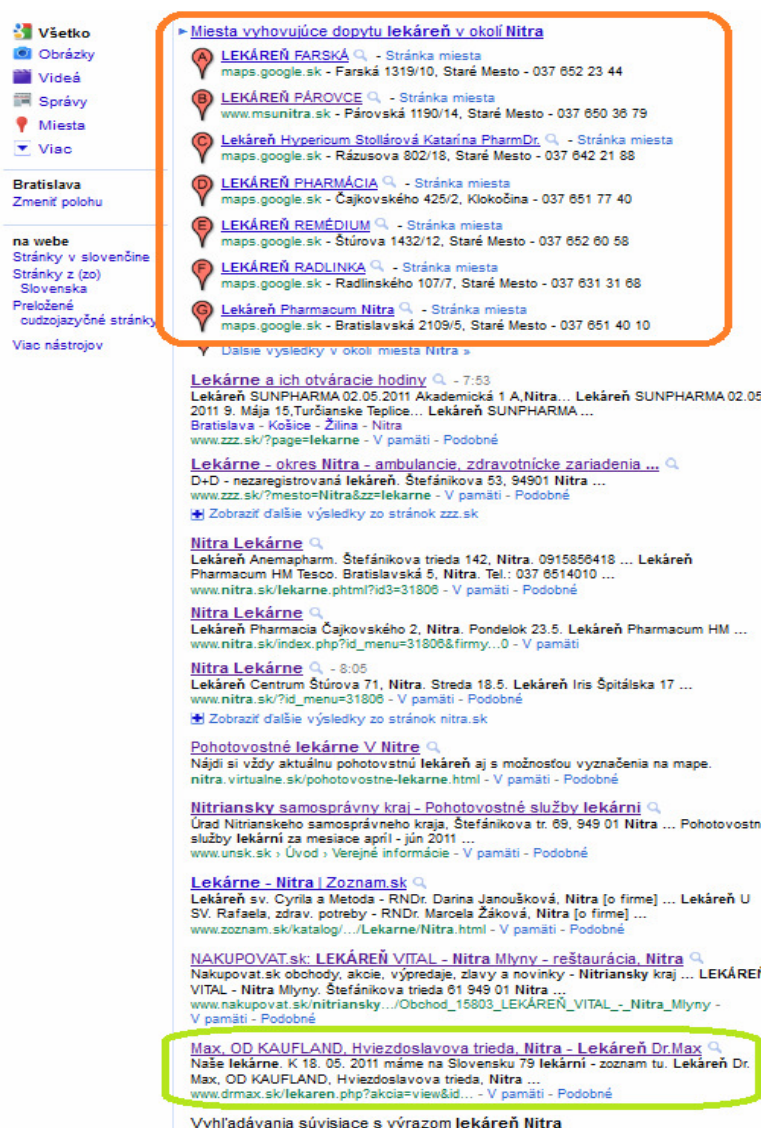 Všetko
Obrázky
Videá
Správy
Miesta
Viac
Bratislava
Zmeniť polohu
na webe
Stránky v slovenčine
Stránky z (zo)
Slovenska
Preložené
cudzojazyčné stránky
Viac nástrojov
Miesta vyhovujúce dopytu lekáreň v okolí Nitra
A LEKÁREŇ FARSKÁ - Stránka miesta
maps.google.sk - Farská 1319/10, Staré Mesto - 037 652 23 44
B LEKÁREŇ PÁROVCE - Stránka miesta
www.msunitra.sk - Párovská 1190/14, Staré Mesto - 037 650 36 79
C Lekáreň Hypericum Stollárová Katarína PharmDr. - Stránka miesta
maps.google.sk - Rázusova 802/18, Staré Mesto - 037 642 21 88
D LEKÁREŇ PHARMÁCIA - Stránka miesta
maps.google.sk - Čajkovského 425/2, Klokočina - 037 651 77 40
E LEKÁREŇ REMÉDIUM - Stránka miesta
maps.google.sk - Štúrova 1432/12, Staré Mesto - 037 652 60 58
F LEKÁREŇ RADLINKA - Stránka miesta
maps.google.sk - Radlinského 107/7, Staré Mesto - 037 631 31 68
G Lekáreň Pharmacum Nitra - Stránka miesta
maps.google.sk - Bratislavská 2109/5, Staré Mesto - 037 651 40 10
Ďalšie výsledky v okolí miesta Nitra »
Lekárne a ich otváracie hodiny - 7:53
Lekáreň SUNPHARMA 02.05.2011 Akademická 1 A,Nitra... Lekáreň SUNPHARMA 02.05
2011 9. Mája 15,Turčianske Teplice... Lekáreň SUNPHARMA ...
Bratislava - Košice - Žilina - Nitra
www.zzz.sk/?page=lekarne - V pamäti - Podobné
Lekárne - okres Nitra - ambulancie, zdravotnícke zariadenia ...
D+D - nezaregistrovaná lekáreň. Štefánikova 53, 94901 Nitra ...
www.zzz.sk/?mesto=Nitra&zz=lekarne - V pamäti - Podobné
Zobraziť ďalšie výsledky zo stránok zzz.sk
Nitra Lekárne
Lekáreň Anemapharm. Štefánikova trieda 142, Nitra. 0915856418 ... Lekáreň
Pharmacum HM Tesco. Bratislavská 5, Nitra. Tel.: 037 6514010 ...
www.nitra.sk/lekarne.phtml?id3=31806 - V pamäti - Podobné
Nitra Lekárne
Lekáreň Pharmacia Čajkovského 2, Nitra. Pondelok 23.5. Lekáreň Pharmacum HM ...
www.nitra.sk/index.php?id_menu=31806&firmy...0 - V pamäti
Nitra Lekárne - 8:05
Lekáreň Centrum Štúrova 71, Nitra. Streda 18.5. Lekáreň Iris Špitálska 17 ...
www.nitra.sk/?id_menu=31806 - V pamäti - Podobné
Zobraziť ďalšie výsledky zo stránok nitra.sk
Pohotovostné lekárne V Nitre
Nájdi si vždy aktuálnu pohotovstnú lekáreň aj s možnosťou vyznačenia na mape.
nitra.virtualne.sk/pohotovostne-lekarne.html - V pamäti - Podobné
Nitriansky samosprávny kraj - Pohotovostné služby lekární
Úrad Nitrianskeho samosprávneho kraja, Štefánikova tr. 69, 949 01 Nitra ... Pohotovostn
služby lekární za mesiace apríl - jún 2011 ...
www.unsk.sk › Úvod › Verejné informácie - V pamäti - Podobné
Lekárne - Nitra | Zoznam.sk
Lekáreň sv. Cyrila a Metoda - RNDr. Darina Janoušková, Nitra [o firme] ... Lekáreň U
SV. Rafaela, zdrav. potreby - RNDr. Marcela Žáková, Nitra [o firme] ...
www.zoznam.sk/katalog/.../Lekarne/Nitra.html - V pamäti - Podobné
NAKUPOVAT.sk: LEKÁREŇ VITAL - Nitra Mlyny - reštaurácia, Nitra
Nakupovat.sk obchody, akcie, výpredaje, zlavy a novinky - Nitriansky kraj ... LEKÁREŇ
VITAL - Nitra Mlyny. Štefánikova trieda 61 949 01 Nitra ...
www.nakupovat.sk/nitriansky.../Obchod_15803_LEKÁREŇ_VITAL_-_Nitra_Mlyny -
V pamäti - Podobné
Max, OD KAUFLAND, Hviezdoslavova trieda, Nitra - Lekáreň Dr.Max
Naše lekárne. K 18. 05. 2011 máme na Slovensku 79 lekární - zoznam tu. Lekáreň Dr.
Max, OD KAUFLAND, Hviezdoslavova trieda, Nitra ...
www.drmax.sk/lekaren.php?akcia=view&id... - V pamäti - Podobné
Vyhľadávania súvisiace s výrazom lekáreň Nitra